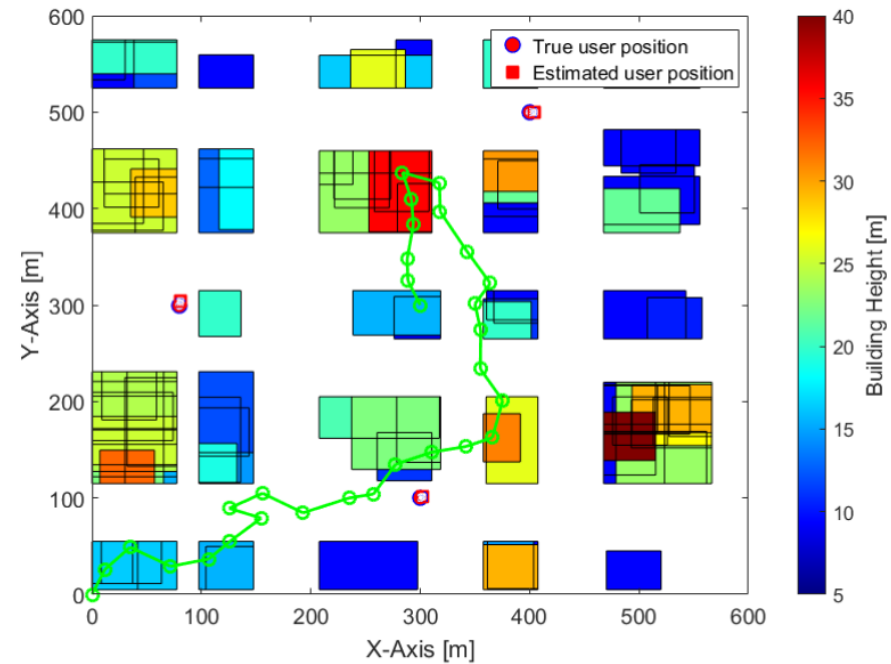 600
500
400
300
200
100
0
0 100 200 300 400 500 600
X-Axis [m]
Y-Axis [m]
True user position
Estimated user position
40
35
30
25
20
15
10
5
Building Height [m]